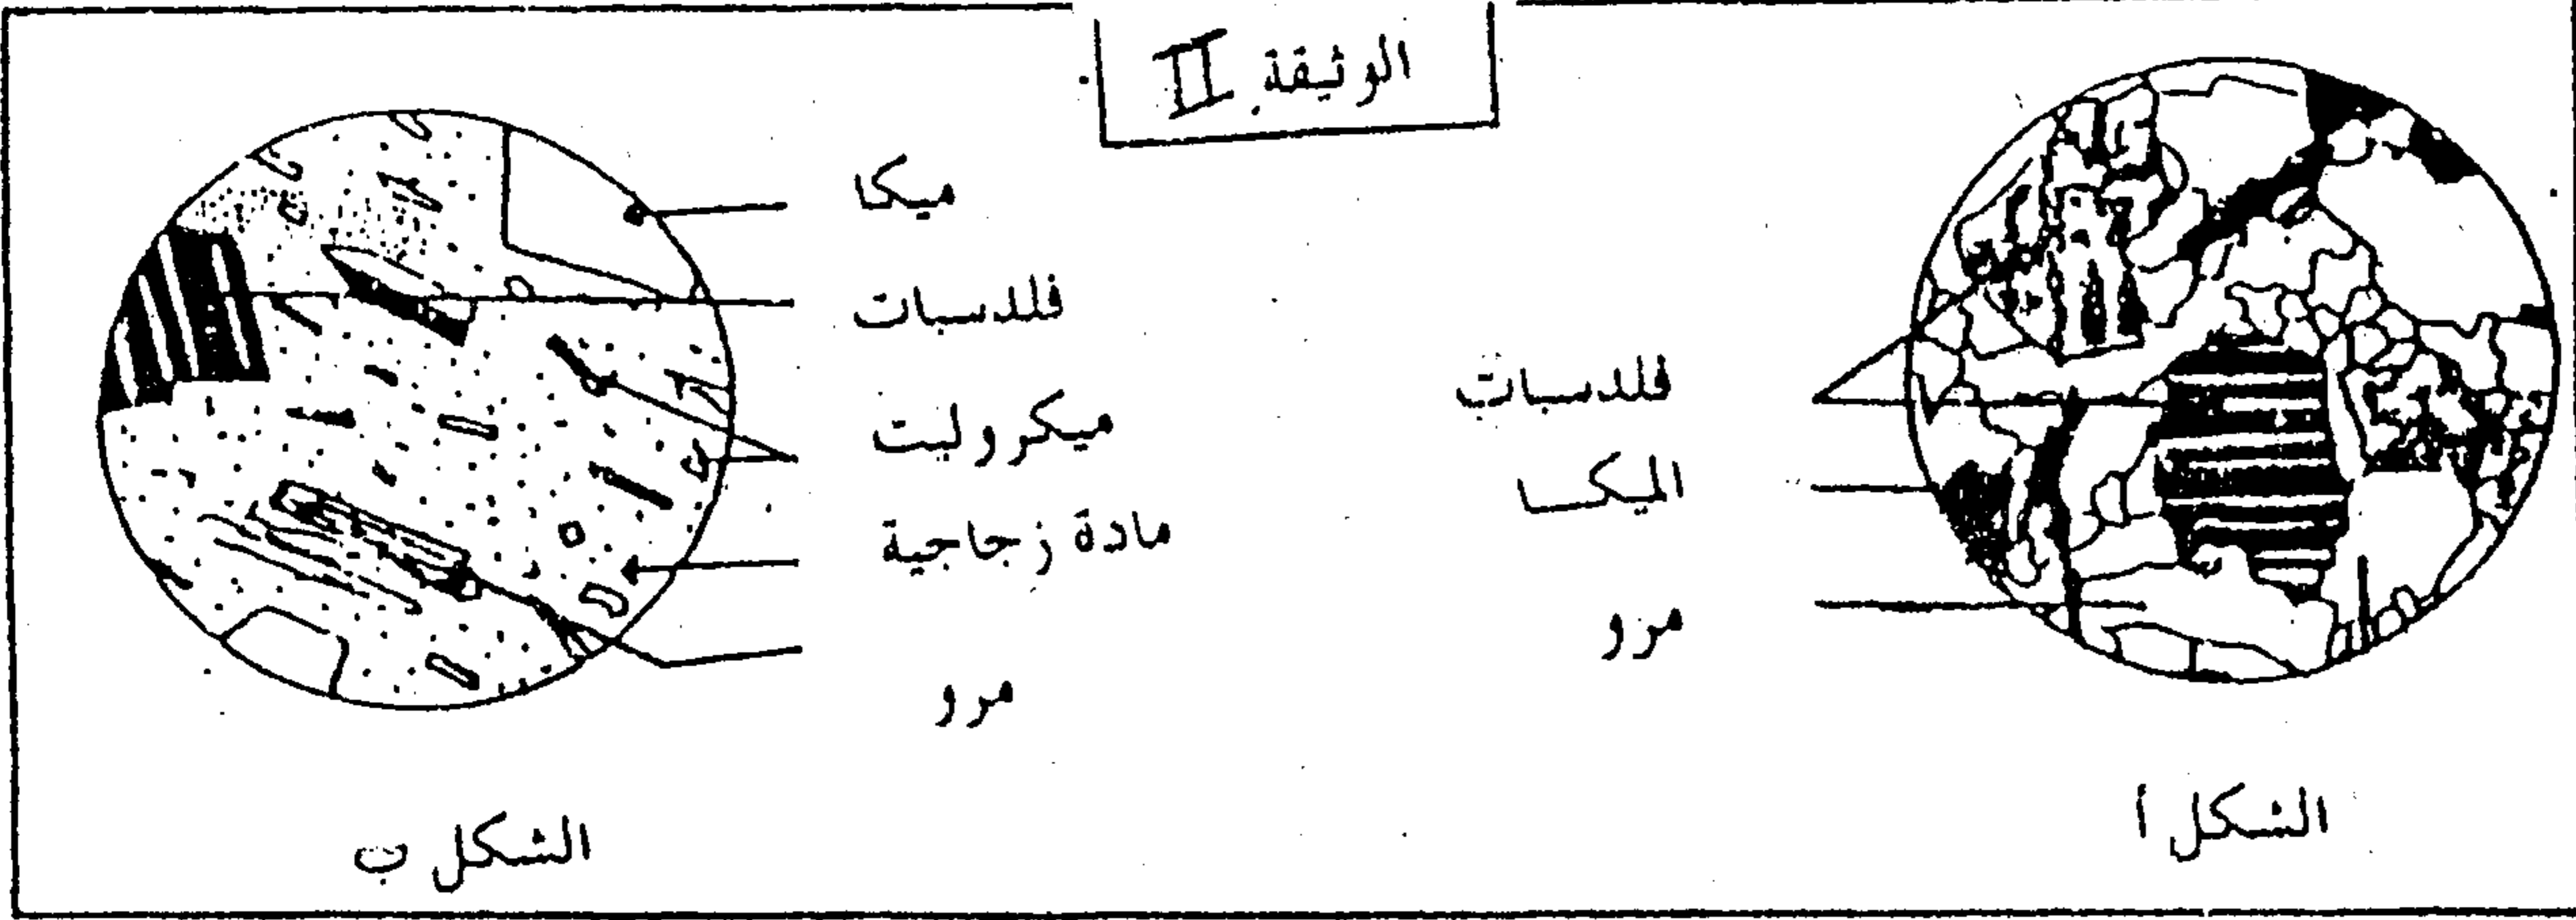 الوثيقة II
فلدسبات
الميكا
مرو
الشكل أ
ميكا
فلدسبات
ميكروليت
مادة زجاجية
مرو
الشكل ب